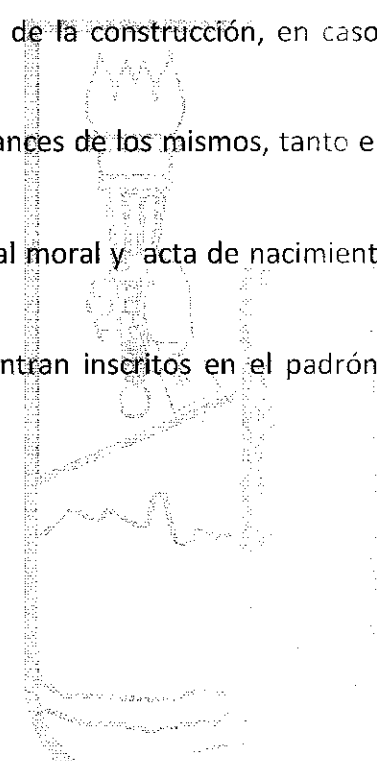 de la construcción, en caso
ances de los mismos, tanto e
al moral y acta de nacimient
ntran inscritos en el padrón